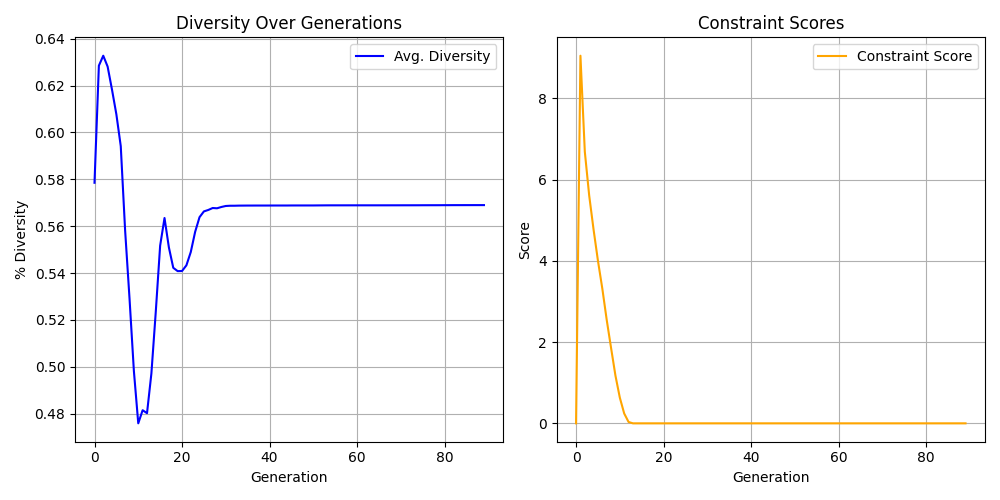 Diversity Over Generations
Avg. Diversity
% Diversity
0.64
0.62
0.60
0.58
0.56
0.54
0.52
0.50
0.48
0 20 40 60 80
Generation
Constraint Scores
Constraint Score
Score
8
6
4
2
0
0 20 40 60 80
Generation